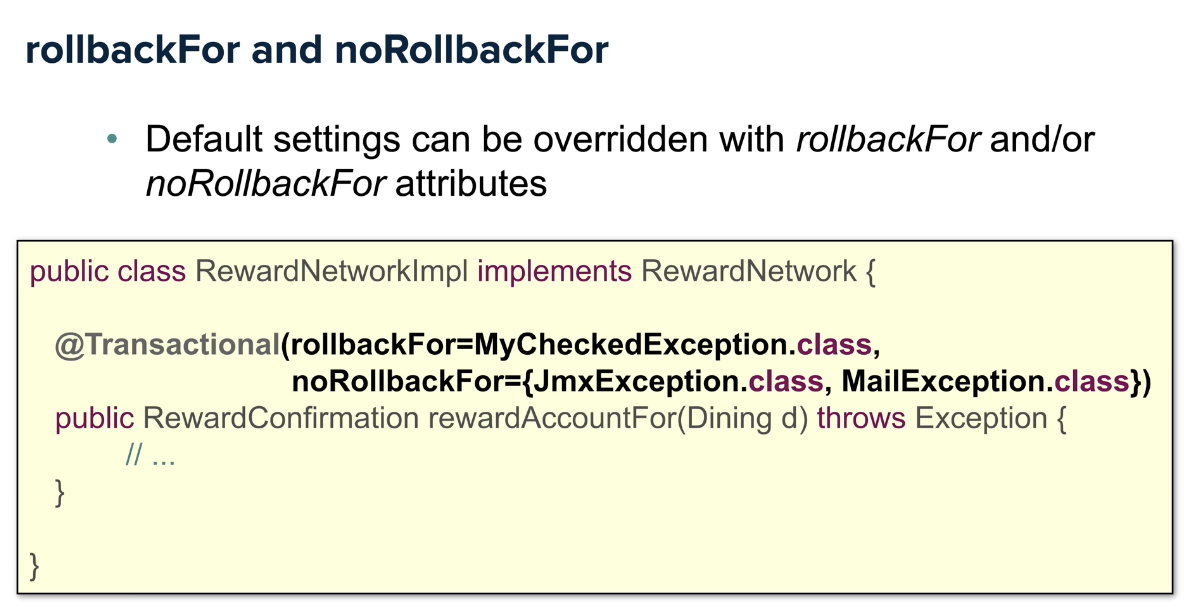 rollbackFor and noRollbackFor
• Default settings can be overridden with rollbackFor and/or
noRollbackFor attributes
public class RewardNetworkImpl implements RewardNetwork {
@Transactional(rollbackFor=MyCheckedException.class,
noRollbackFor={JmxException.class, MailException.class})
public RewardConfirmation rewardAccountFor(Dining d) throws Exception {
// ...
}
}